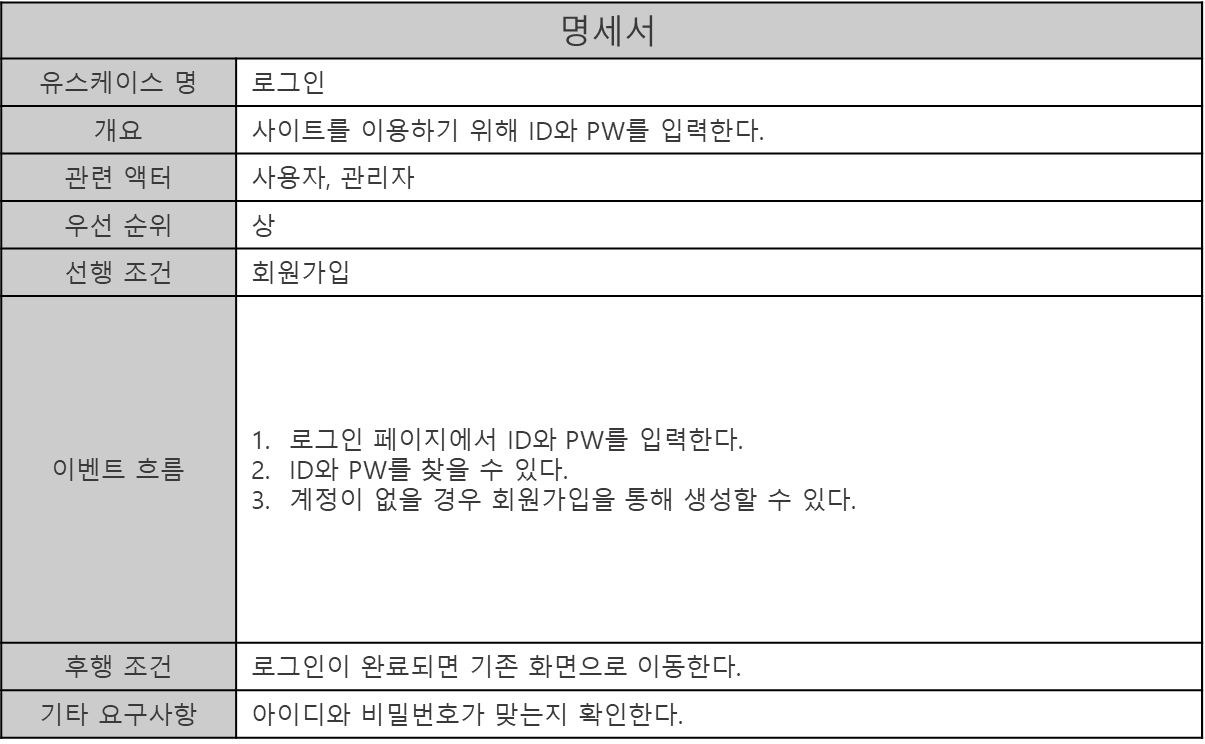 명세서
유스케이스 명
로그인
개요
사이트를 이용하기 위해 ID와 PW를 입력한다.
관련 액터
사용자, 관리자
우선 순위
상
선행 조건
회원가입
이벤트 흐름
1. 로그인 페이지에서 ID와 PW를 입력한다.
2. ID와 PW를 찾을 수 있다.
3. 계정이 없을 경우 회원가입을 통해 생성할 수 있다.
후행 조건
로그인이 완료되면 기존 화면으로 이동한다.
기타 요구사항
아이디와 비밀번호가 맞는지 확인한다.